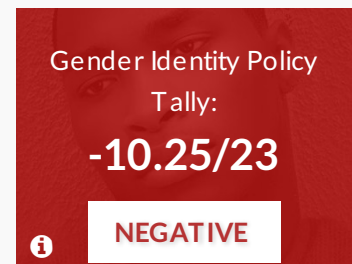 Gender Identity Policy
Tally:
-10.25/23
NEGATIVE